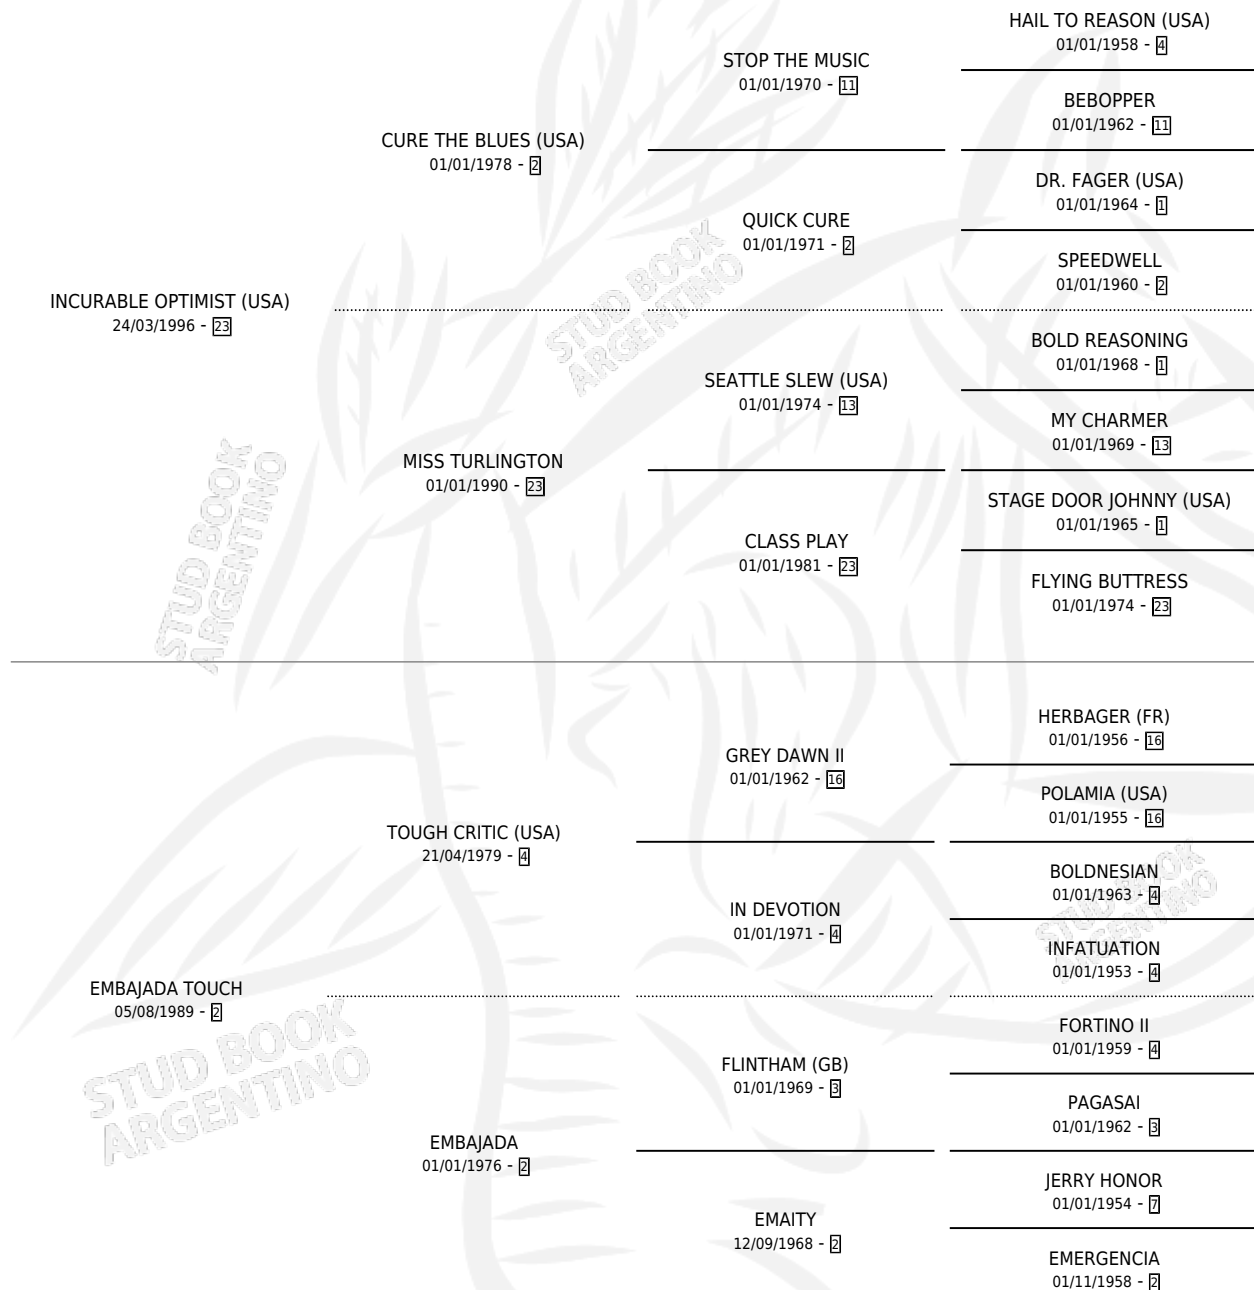 HAIL TO REASON (USA)
01/01/1958 - 4
STOP THE MUSIC
01/01/1970 - 11
BEBOPPER
01/01/1962 - 11
CURE THE BLUES (USA)
01/01/1978 - 2
DR. FAGER (USA)
01/01/1964 - 1
QUICK CURE
01/01/1971 - 2
SPEEDWELL
01/01/1960 - 2
INCURABLE OPTIMIST (USA)
24/03/1996 - 23
STUD BOOK
ARGENTINO
BOLD REASONING
01/01/1968 - 1
SEATTLE SLEW (USA)
01/01/1974 - 13
MY CHARMER
01/01/1969 - 13
MISS TURLINGTON
01/01/1990 - 23
STAGE DOOR JOHNNY (USA)
01/01/1965 - 1
CLASS PLAY
01/01/1981 - 23
FLYING BUTTRESS
01/01/1974 - 23
STUD BOOK
ARGENTINO
HERBAGER (FR)
01/01/1956 - 16
GREY DAWN II
01/01/1962 - 16
POLAMIA (USA)
01/01/1955 - 16
TOUGH CRITIC (USA)
21/04/1979 - 4
BOLDNESIAN
01/01/1963 - 4
IN DEVOTION
01/01/1971 - 4
STUD BOOK
ARGENTINO
INFATUATION
01/01/1953 - 4
EMBAJADA TOUCH
05/08/1989 - 2
STUD BOOK
ARGENTINO
FORTINO II
01/01/1959 - 4
FLINTHAM (GB)
01/01/1969 - 3
PAGASAI
01/01/1962 - 3
EMBAJADA
01/01/1976 - 2
JERRY HONOR
01/01/1954 - 7
EMAITY
12/09/1968 - 2
EMERGENCIA
01/11/1958 - 2